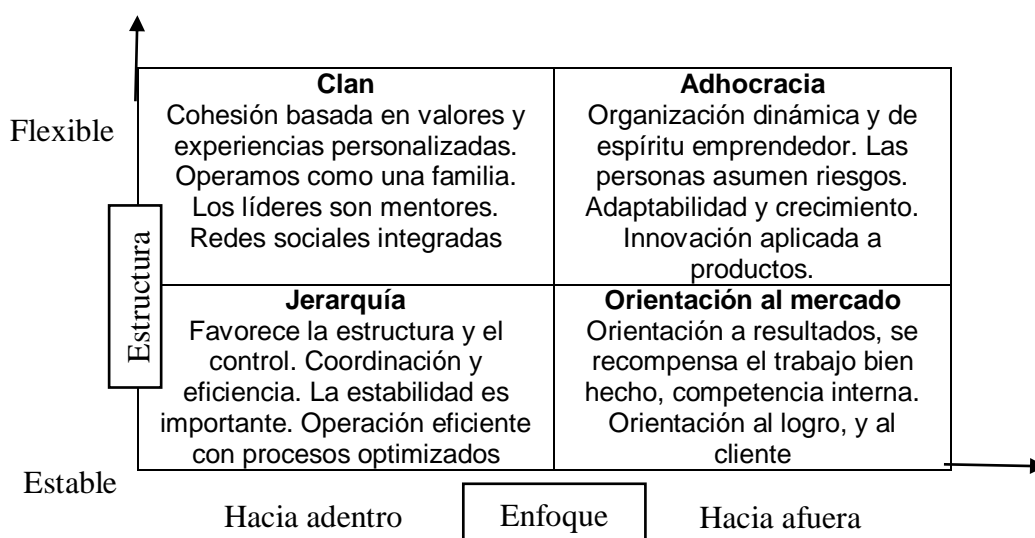 Flexible
Estructura
Estable
Clan
Cohesión basada en valores y
experiencias personalizadas.
Operamos como una familia.
Los líderes son mentores.
Redes sociales integradas
Adhocracia
Organización dinámica y de
espíritu emprendedor. Las
personas asumen riesgos.
Adaptabilidad y crecimiento.
Innovación aplicada a
productos.
Jerarquía
Favorece la estructura y el
control. Coordinación y
eficiencia. La estabilidad es
importante. Operación eficiente
con procesos optimizados
Orientación al mercado
Orientación a resultados, se
recompensa el trabajo bien
hecho, competencia interna.
Orientación al logro, y al
cliente
Hacia adentro
Enfoque
Hacia afuera